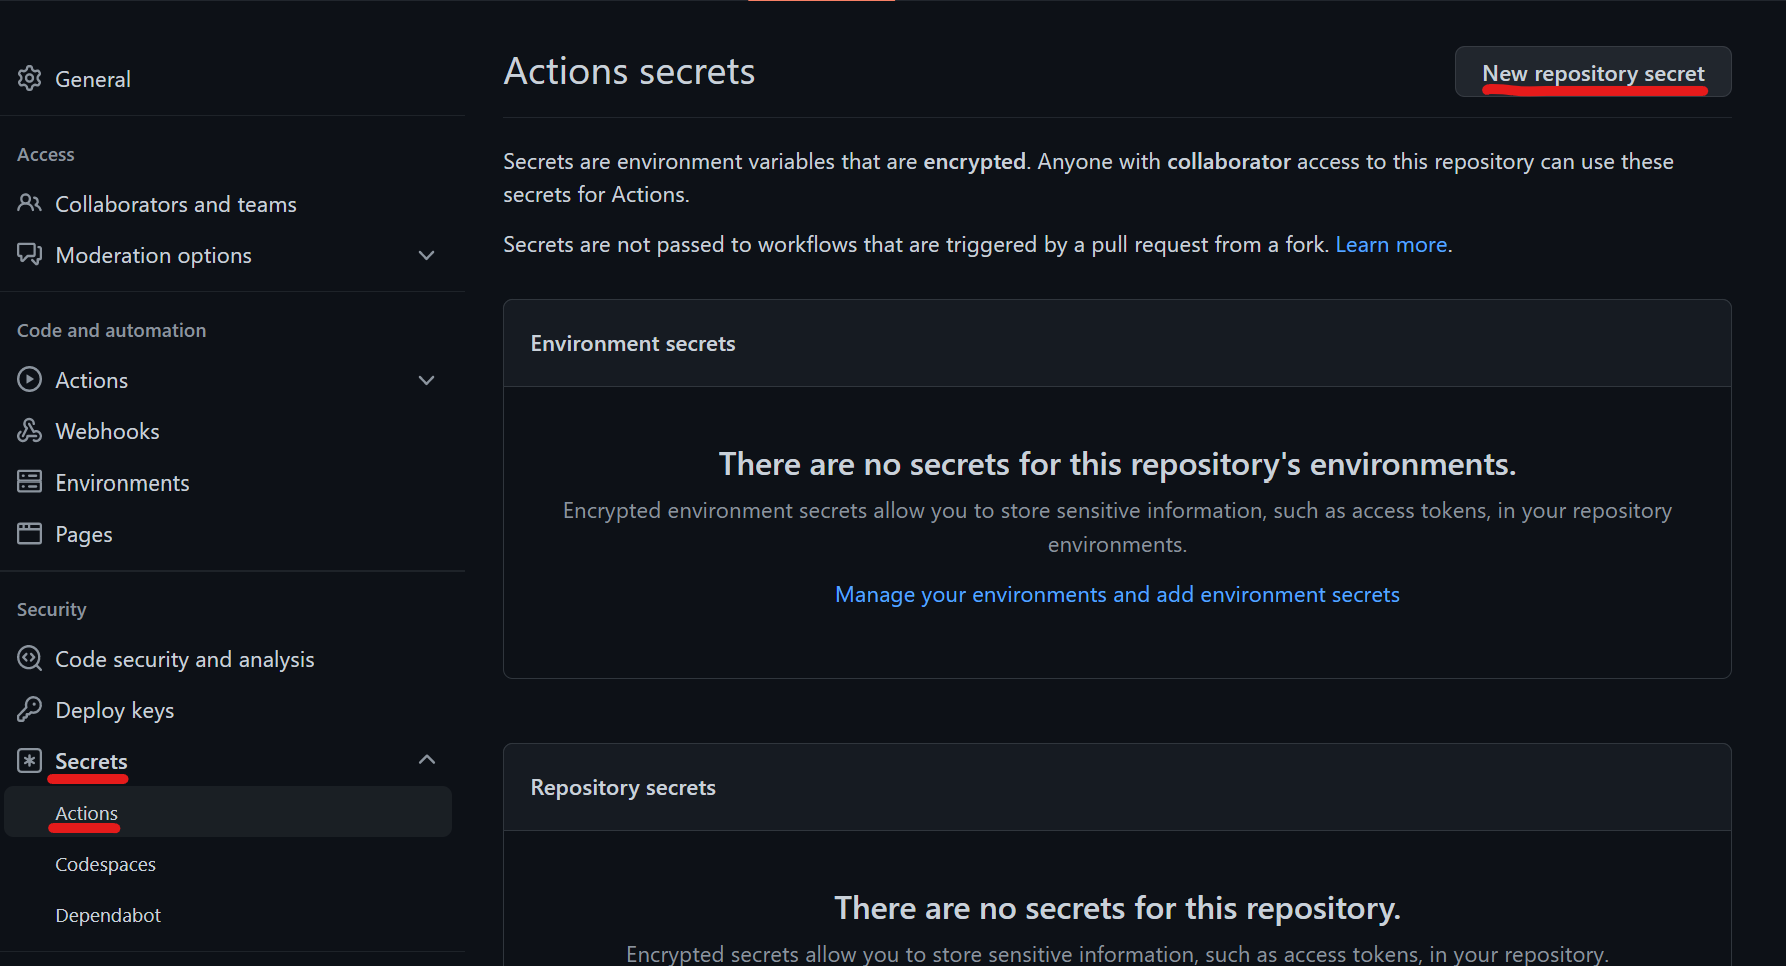 General
Access
Collaborators and teams
Moderation options
Code and automation
Actions
Webhooks
Environments
Pages
Security
Code security and analysis
Deploy keys
Secrets
Actions
Codespaces
Dependabot
Actions secrets
New repository secret
Secrets are environment variables that are encrypted. Anyone with collaborator access to this repository can use these
secrets for Actions.
Secrets are not passed to workflows that are triggered by a pull request from a fork. Learn more.
Environment secrets
There are no secrets for this repository's environments.
Encrypted environment secrets allow you to store sensitive information, such as access tokens, in your repository
environments.
Manage your environments and add environment secrets
Repository secrets
There are no secrets for this repository.
Encrypted secrets allow you to store sensitive information, such as access tokens, in your repository.